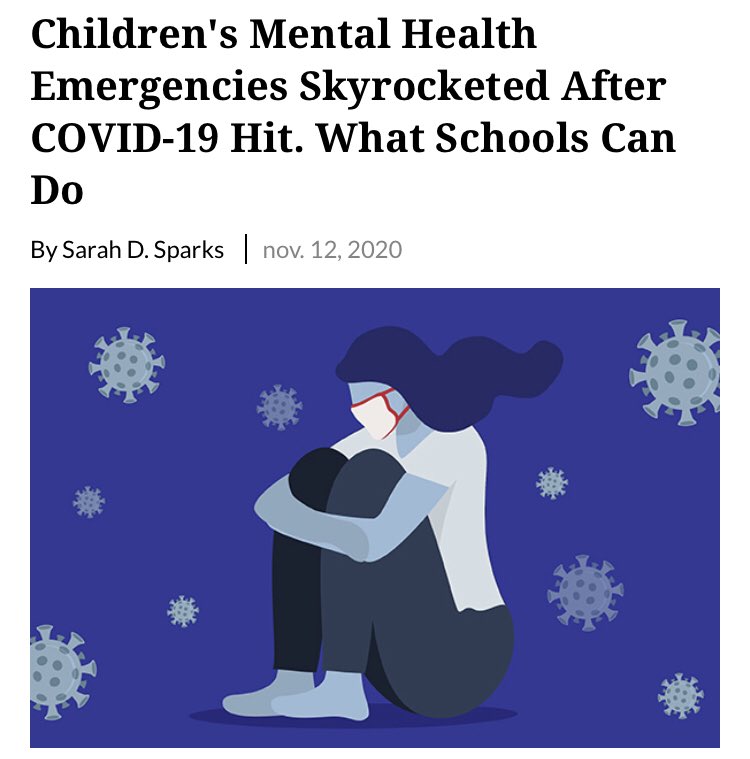 Children's Mental Health
Emergencies Skyrocketed After
COVID-19 Hit. What Schools Can
Do
By Sarah D. Sparks | nov. 12, 2020